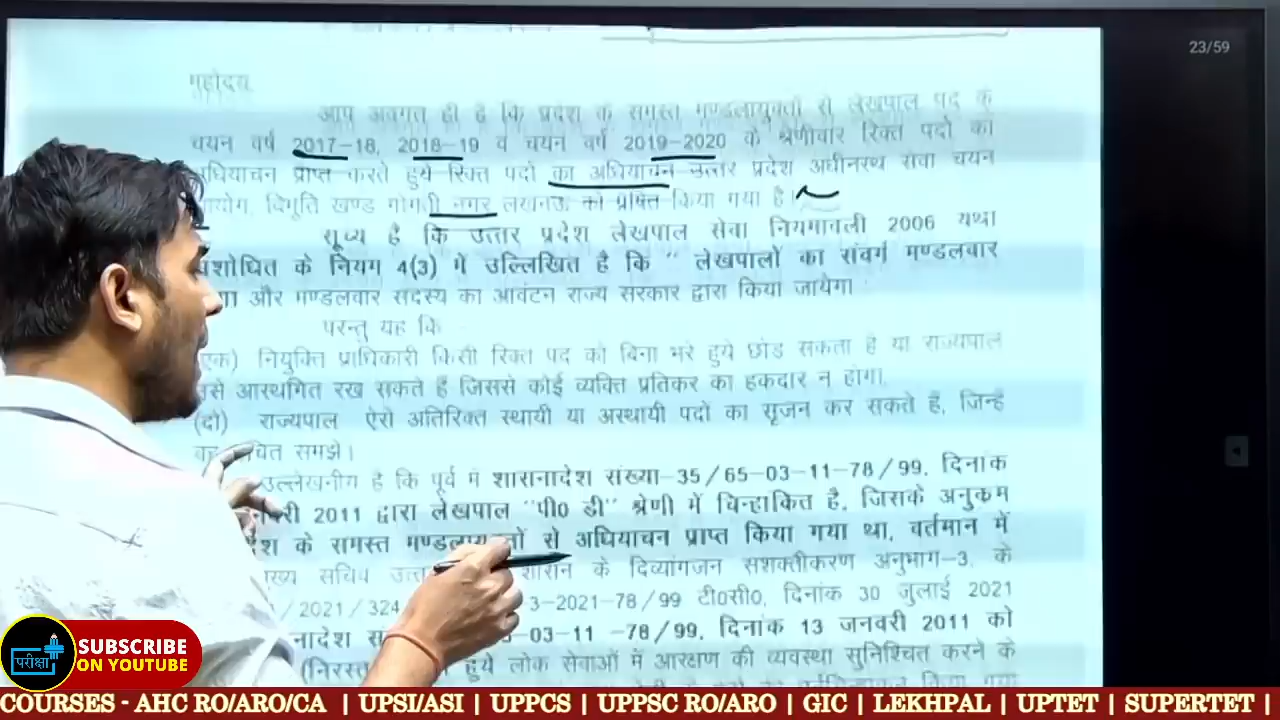 23/59
महोदय,
आप अवगत ही है कि प्रदेश के समस्त मण्डलायुक्तों से लेखपाल पद के
चयन वर्ष 2017-18, 2018-19 व चयन वर्ष 2019-2020 के श्रेणीवार रिक्त पदों का
अधियाचन प्राप्त करते हुये रिक्त पदों का अधियाचन उत्तर प्रदेश अधीनस्थ सेवा चयन
आयोग, विभूति खण्ड गोमती नगर लखनऊ को प्रेषित किया गया है।
सूच्य है कि उत्तर प्रदेश लेखपाल सेवा नियमावली 2006 यथा
संशोधित के नियम 4(3) में उल्लिखित है कि " लेखपालों का संवर्ग मण्डलवार
और मण्डलवार सदस्य का आवंटन राज्य सरकार द्वारा किया जायेगा
परन्तु यह कि
(एक) नियुक्ति प्राधिकारी किसी रिक्त पद को बिना भरे हुये छोड सकता है या राज्यपाल
उसे आस्थगित रख सकते हैं जिससे कोई व्यक्ति प्रतिकर का हकदार न होगा,
(दो) राज्यपाल ऐसे अतिरिक्त स्थायी या अस्थायी पदों का सृजन कर सकते हैं, जिन्हें
वह उचित समझे।
उल्लेखनीय है कि पूर्व में शासनादेश संख्या-35/65-03-11-78/99, दिनांक
2011 द्वारा लेखपाल "पी0 डी" श्रेणी में चिन्हाकित है, जिसके अनुकम
के समस्त से अधियाचन प्राप्त किया गया था, वर्तमान में
सचिव शासन के दिव्यांगजन सशक्तीकरण अनुभाग-3, के
/2021/324 3-2021-78/99 टी0सी0, दिनांक 30 जुलाई 2021
-03-11 -78/99, दिनांक 13 जनवरी 2011 को
हुये लोक सेवाओं में आरक्षण की व्यवस्था सुनिश्चित करने के
परीक्षा
SUBSCRIBE
ON YOUTUBE
COURSES - AHC RO/ARO/CA | UPSI/ASI | UPPCS | UPPSC RO/ARO | GIC | LEKHPAL | UPTET | SUPERTET |